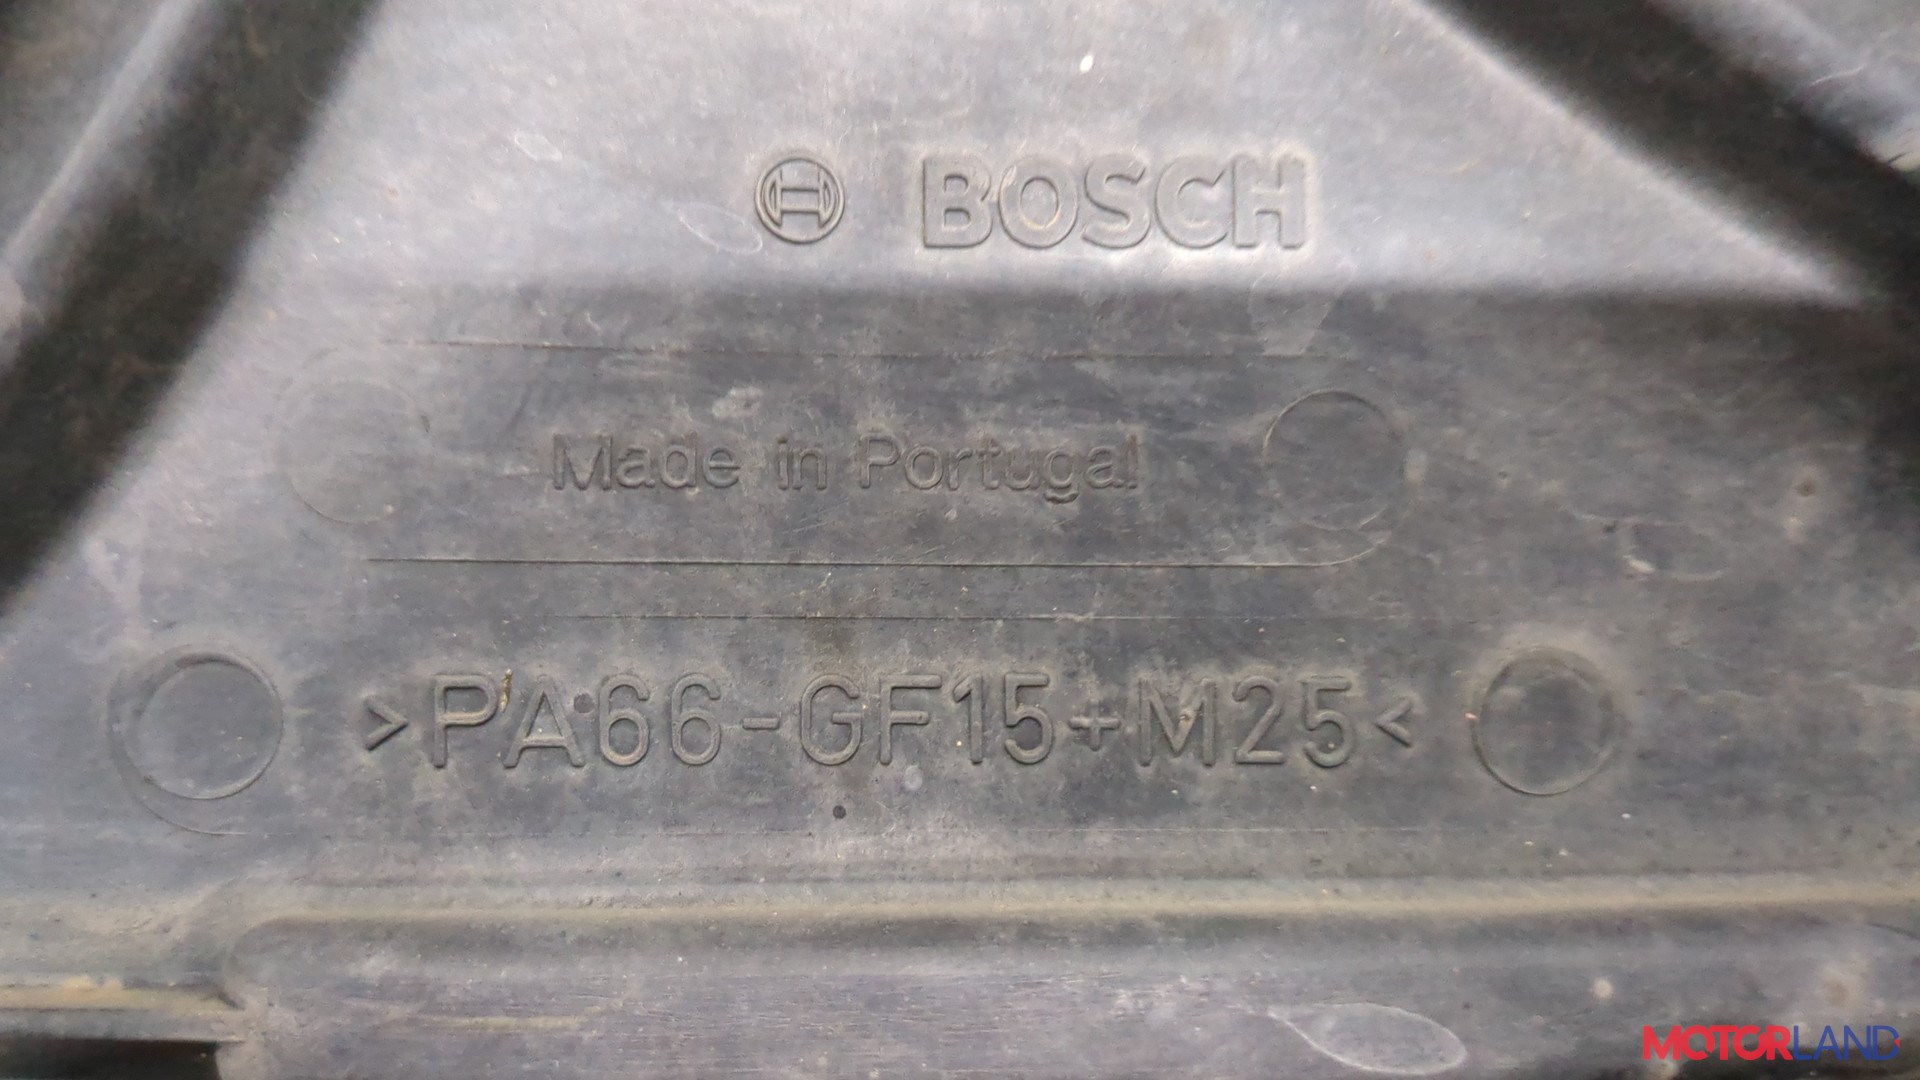 BOSCH
Made in Portugal
>PA66-GF15+M25<
MOTORLAND